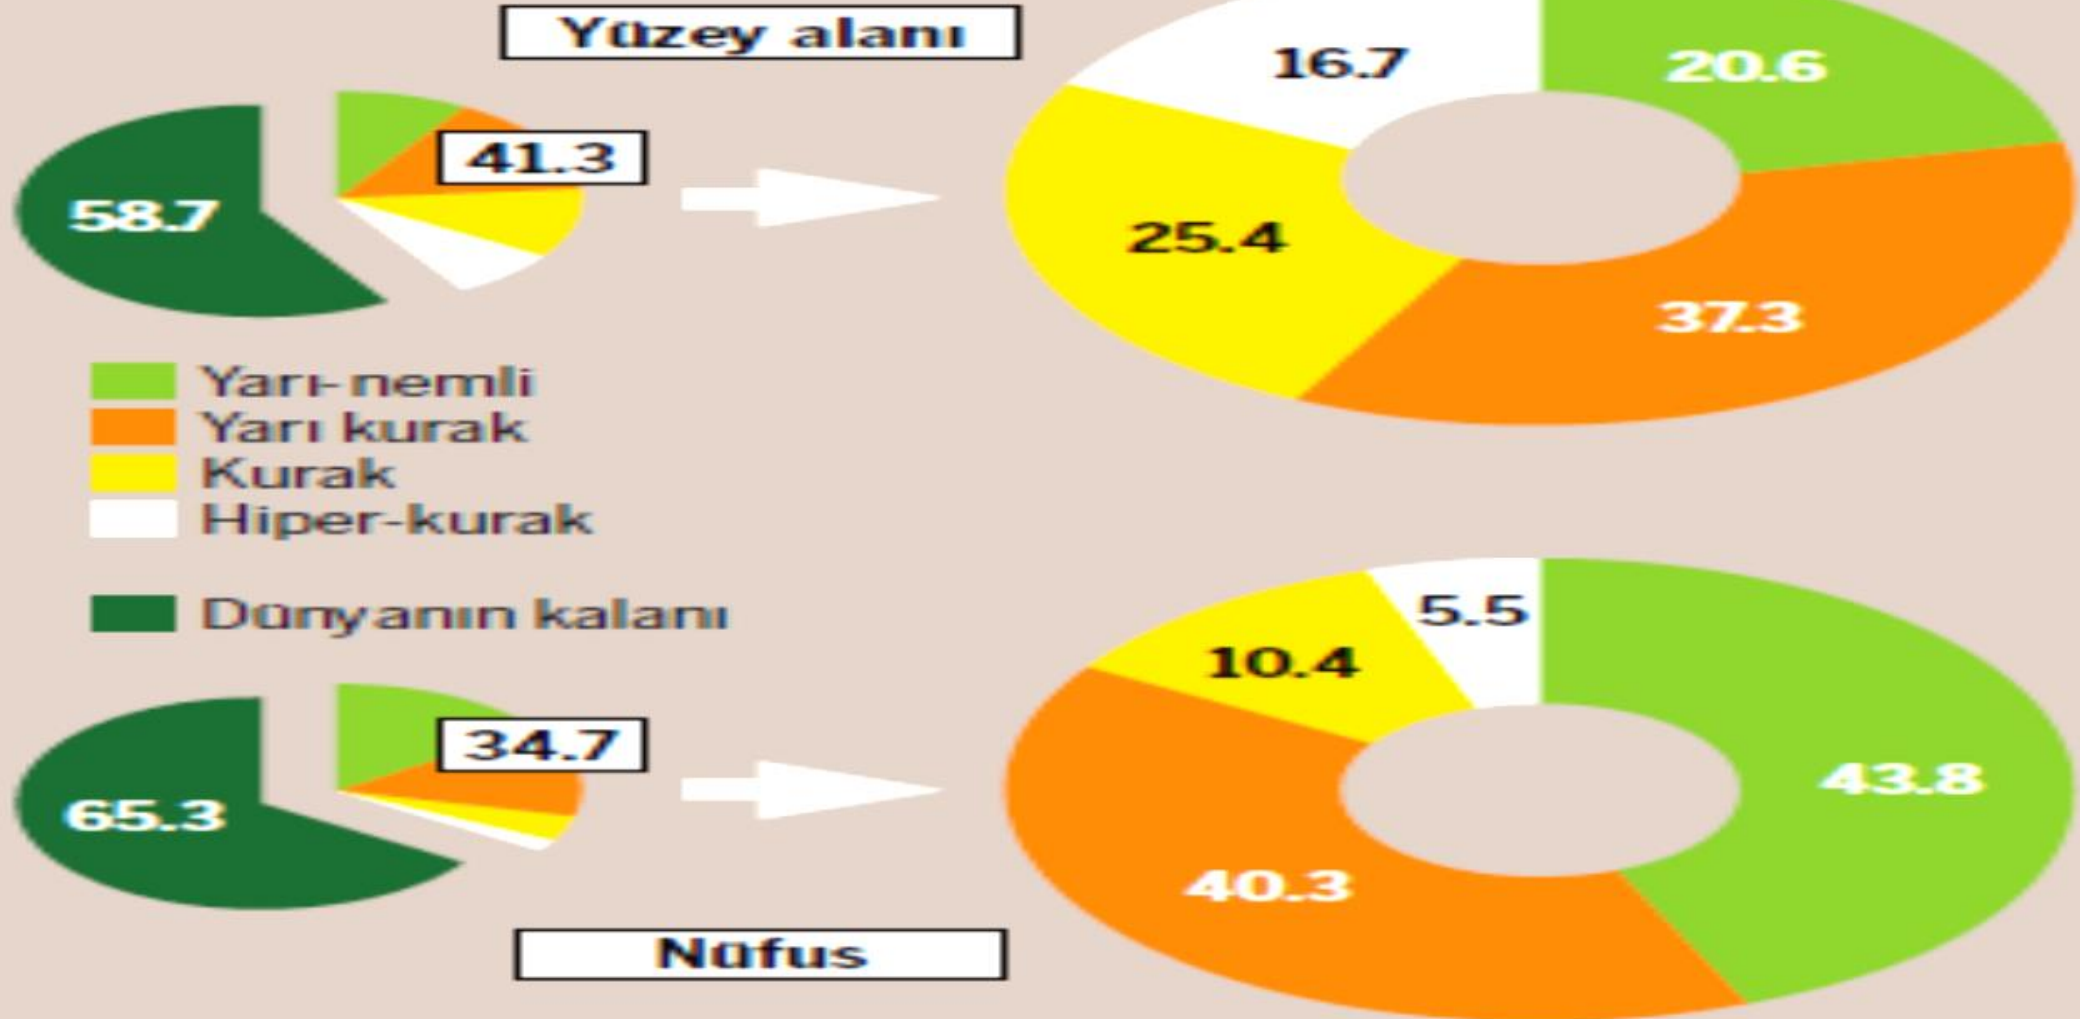 Yüzey alanı
16.7
20.6
41.3
58.7
25.4
37.3
Yarı-nemli
Yarı kurak
Kurak
Hiper-kurak
Dünyanın kalanı
5.5
10.4
34.7
43.8
65.3
40.3
Nüfus